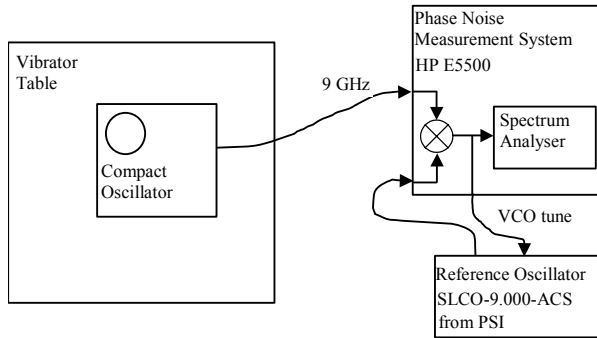 Vibrator
Table
Compact
Oscillator
9 GHz
Phase Noise
Measurement System
HP E5500
Spectrum
Analyser
VCO tune
Reference Oscillator
SLCO-9.000-ACS
from PSI